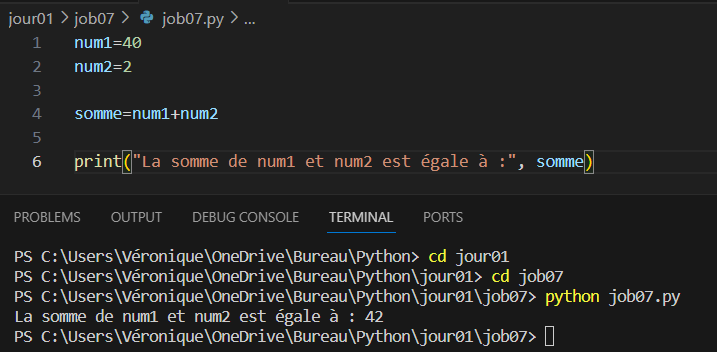 jour01 > job07 > job07.py > ...
1 num1=40
2 num2=2
3
4 somme=num1+num2
5
6 print("La somme de num1 et num2 est égale à :", somme)
PROBLEMS OUTPUT DEBUG CONSOLE TERMINAL PORTS
PS C:\Users\Véronique\OneDrive\Bureau\Python> cd jour01
PS C:\Users\Véronique\OneDrive\Bureau\Python\jour01> cd job07
PS C:\Users\Véronique\OneDrive\Bureau\Python\jour01\job07> python job07.py
La somme de num1 et num2 est égale à : 42
PS C:\Users\Véronique\OneDrive\Bureau\Python\jour01\job07>